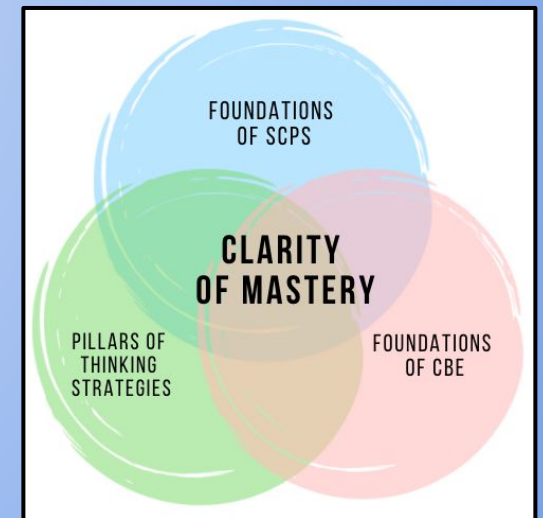 FOUNDATIONS
OF SCPS
CLARITY
OF MASTERY
PILLARS OF
THINKING
STRATEGIES
FOUNDATIONS
OF CBE